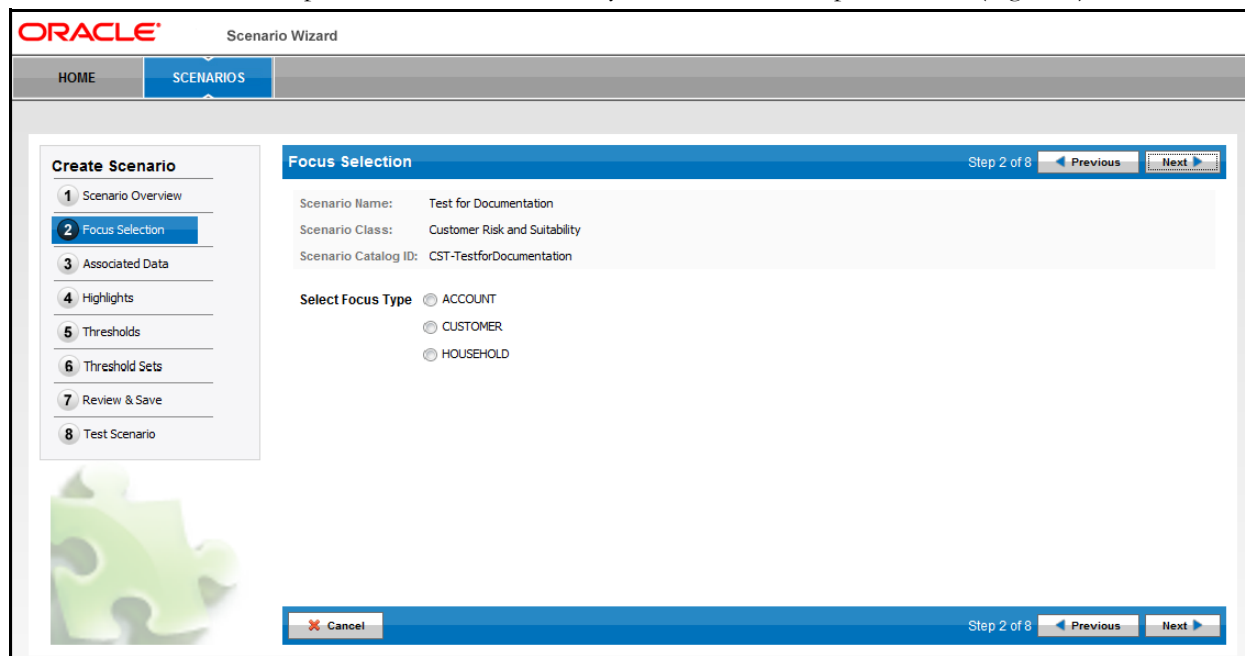 ORACLE® Scenario Wizard
HOME SCENARIOS
Create Scenario
1 Scenario Overview
2 Focus Selection
3 Associated Data
4 Highlights
5 Thresholds
6 Threshold Sets
7 Review & Save
8 Test Scenario
Focus Selection Step 2 of 8 Previous Next
Scenario Name: Test for Documentation
Scenario Class: Customer Risk and Suitability
Scenario Catalog ID: CST-TestforDocumentation
Select Focus Type ACCOUNT
CUSTOMER
HOUSEHOLD
Cancel Step 2 of 8 Previous Next